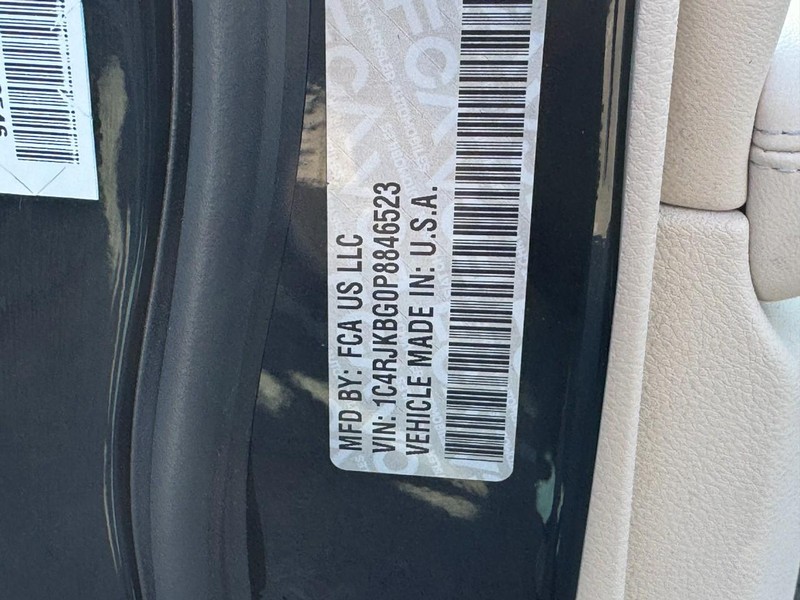 MFD BY: FCA US LLC
VIN: 1C4RJKBG0P8846523
VEHICLE MADE IN: U.S.A.